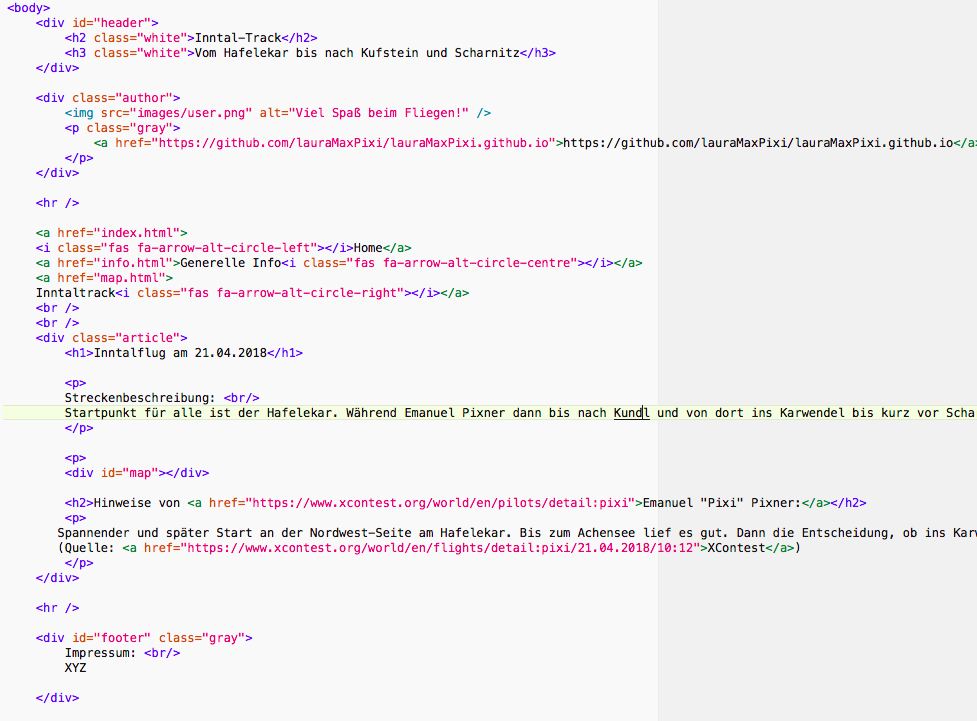 <body>
<div id="header">
<h2 class="white">Inntal-Track</h2>
<h3 class="white">Vom Hafelekar bis nach Kufstein und Scharnitz</h3>
</div>
<div class="author">
<img src="images/user.png" alt="Viel Spaß beim Fliegen!" />
<p class="gray">
<a href="https://github.com/lauraMaxPixi/lauraMaxPixi.github.io">https://github.com/lauraMaxPixi/lauraMaxPixi.github.io</a>
</p>
</div>
<hr />
<a href="index.html">
<i class="fas fa-arrow-alt-circle-left"></i>Home</a>
<a href="info.html">Generelle Info<i class="fas fa-arrow-alt-circle-centre"></i></a>
<a href="map.html">
Inntaltrack<i class="fas fa-arrow-alt-circle-right"></i></a>
<br />
<br />
<div class="article">
<h1>Inntalflug am 21.04.2018</h1>
<p>
Streckenbeschreibung: <br/>
Startpunkt für alle ist der Hafelekar. Während Emanuel Pixner dann bis nach Kundl und von dort ins Karwendel bis kurz vor Scha
</p>
<p>
<div id="map"></div>
<h2>Hinweise von <a href="https://www.xcontest.org/world/en/pilots/detail:pixi">Emanuel "Pixi" Pixner:</a></h2>
<p>
Spannender und später Start an der Nordwest-Seite am Hafelekar. Bis zum Achensee lief es gut. Dann die Entscheidung, ob ins Karw
(Quelle: <a href="https://www.xcontest.org/world/en/flights/detail:pixi/21.04.2018/10:12">XContest</a>)
</p>
</div>
<hr />
<div id="footer" class="gray">
Impressum: <br/>
XYZ
</div>